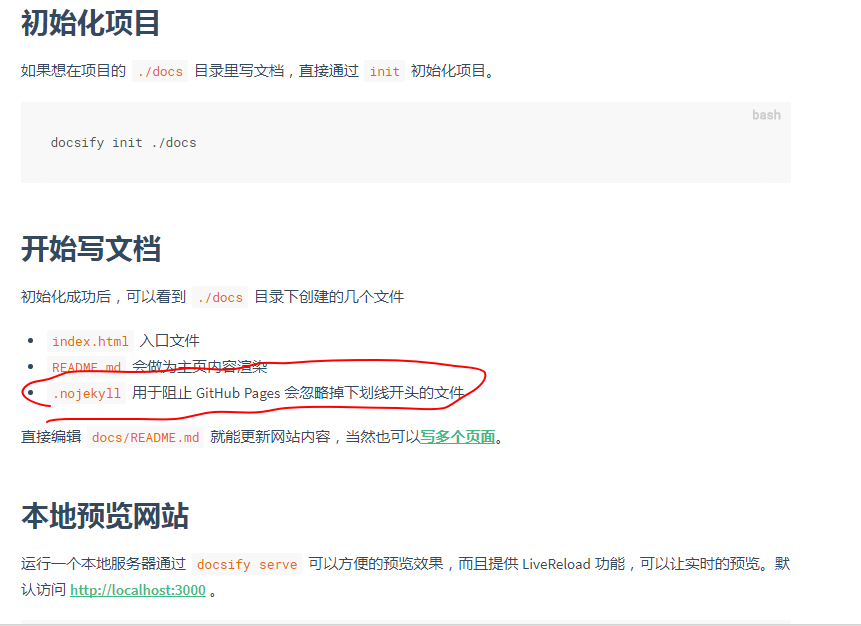 初始化项目
如果想在项目的 ./docs 目录里写文档，直接通过 init 初始化项目。
bash
docsify init ./docs
开始写文档
初始化成功后，可以看到 ./docs 目录下创建的几个文件
index.html 入口文件
README.md 会做为主页内容渲染
.nojekyll 用于阻止 GitHub Pages 会忽略掉下划线开头的文件
直接编辑 docs/README.md 就能更新网站内容，当然也可以写多个页面。
本地预览网站
运行一个本地服务器通过 docsify serve 可以方便的预览效果，而且提供 LiveReload 功能，可以让实时的预览。默
认访问 http://localhost:3000 。